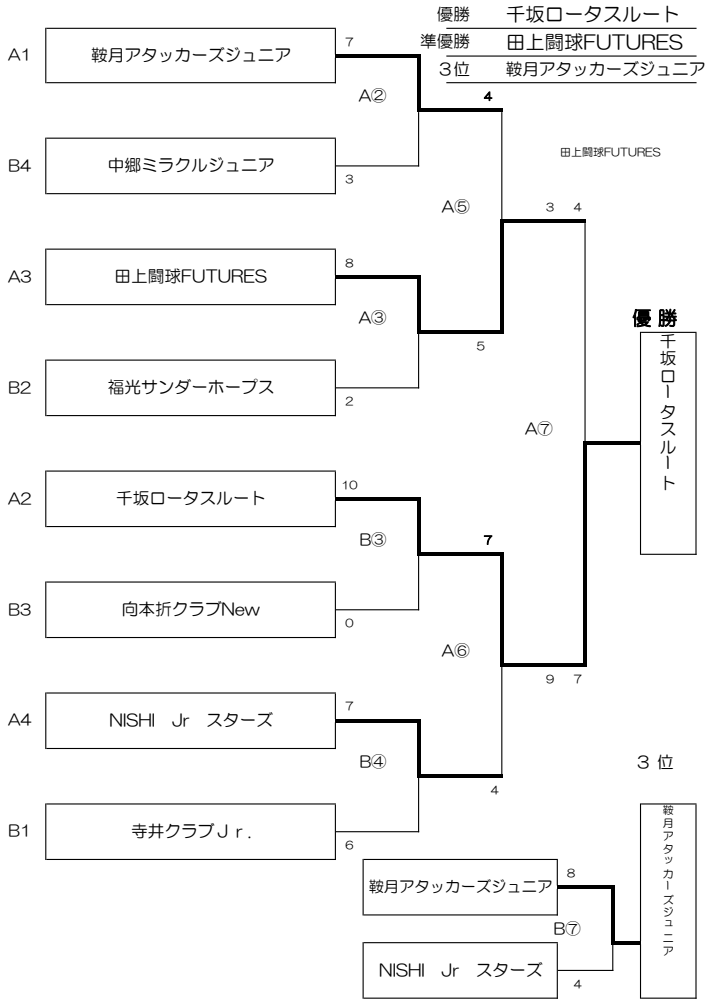 優勝 千坂ロータスルート
準優勝 田上闘球FUTURES
3位 鞍月アタッカーズジュニア
A1 鞍月アタッカーズジュニア 7
A② 4
B4 中郷ミラクルジュニア 3
田上闘球FUTURES
A⑤ 3 4
A3 田上闘球FUTURES 8
A③ 5
B2 福光サンダーホープス 2
優勝
千坂ロータスルート
A⑦
A2 千坂ロータスルート 10
B③ 7
B3 向本折クラブNew 0
A⑥ 9 7
A4 NISHI Jr スターズ 7
B④ 4
B1 寺井クラブJr. 6
3位
鞍月アタッカーズジュニア
鞍月アタッカーズジュニア 8
B⑦
NISHI Jr スターズ 4